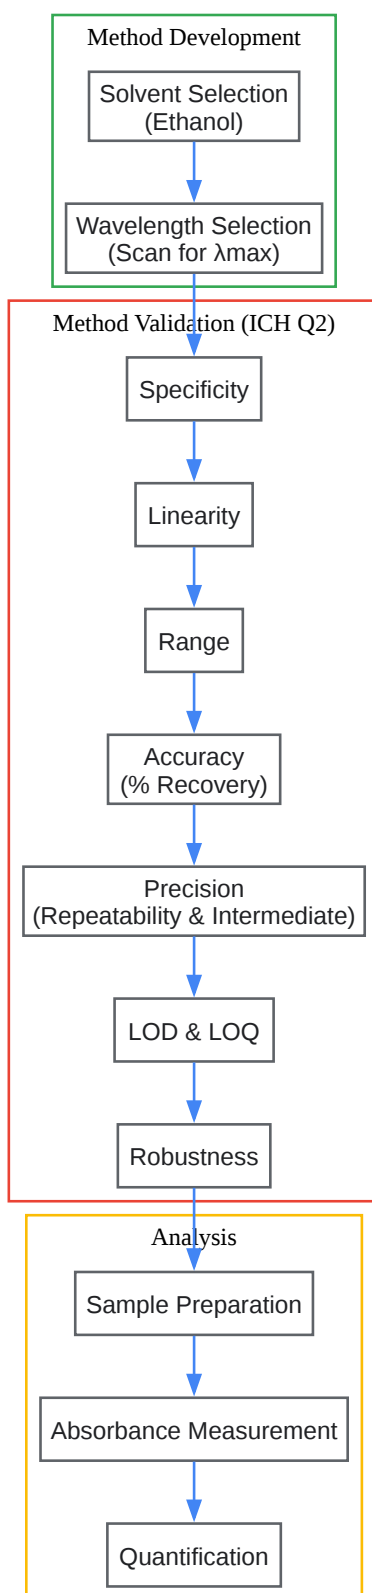 Method Development
Solvent Selection
(Ethanol)
Wavelength Selection
(Scan for λmax)
Method Validation (ICH Q2)
Specificity
Linearity
Range
Accuracy
(% Recovery)
Precision
(Repeatability & Intermediate)
LOD & LOQ
Robustness
Analysis
Sample Preparation
Absorbance Measurement
Quantification